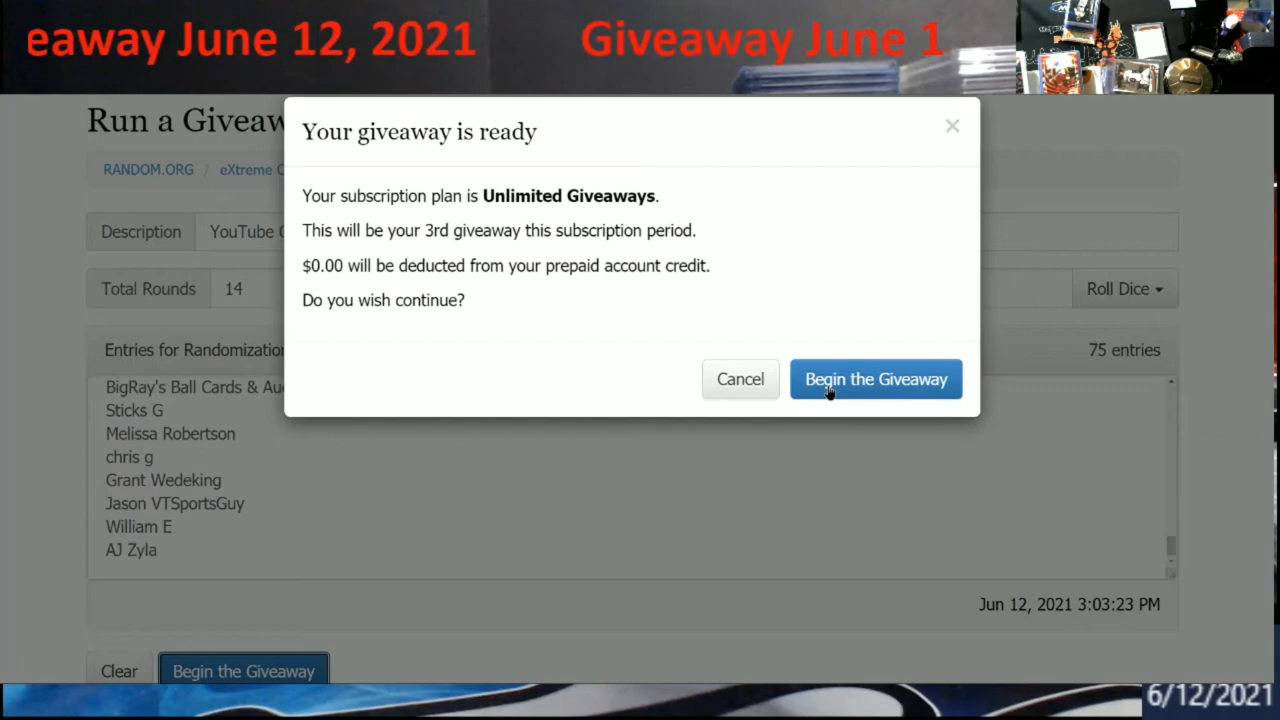 eaway June 12, 2021 Giveaway June 1
Run a Giveaw
Your giveaway is ready
×
RANDOM.ORG / eXtreme C
Your subscription plan is Unlimited Giveaways.
Description YouTube G
This will be your 3rd giveaway this subscription period.
$0.00 will be deducted from your prepaid account credit.
Total Rounds 14
Roll Dice
Do you wish continue?
Entries for Randomization
75 entries
Cancel Begin the Giveaway
BigRay's Ball Cards & Au
Sticks G
Melissa Robertson
chris g
Grant Wedeking
Jason VTSportsGuy
William E
AJ Zyla
Jun 12, 2021 3:03:23 PM
Clear Begin the Giveaway
6/12/2021